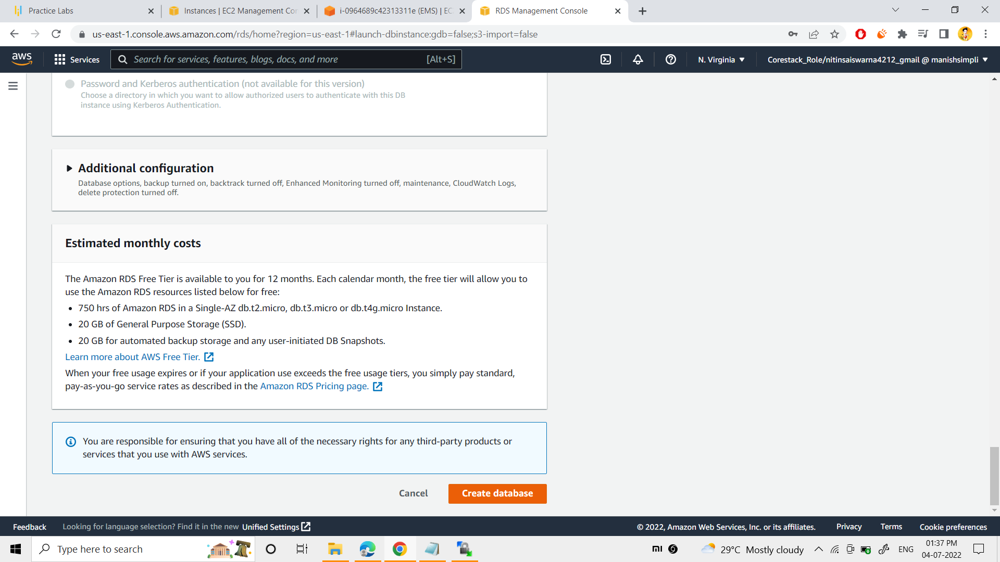 Practice Labs
Instances | EC2 Management Con
i-0964689c42313311e (EMS) | EC2
RDS Management Console
us-east-1.console.aws.amazon.com/rds/home?region=us-east-1#launch-dbinstance:gdb=false;s3-import=false
aws
Services
Search for services, features, blogs, docs, and more
[Alt+S]
N. Virginia
Corestack_Role/nitinsaiswarna4212_gmail @ manishsimpli
Password and Kerberos authentication (not available for this version)
Choose a directory in which you want to allow authorized users to authenticate with this DB
instance using Kerberos Authentication.
Additional configuration
Database options, backup turned on, backtrack turned off, Enhanced Monitoring turned off, maintenance, CloudWatch Logs,
delete protection turned off.
Estimated monthly costs
The Amazon RDS Free Tier is available to you for 12 months. Each calendar month, the free tier will allow you to
use the Amazon RDS resources listed below for free:
• 750 hrs of Amazon RDS in a Single-AZ db.t2.micro, db.t3.micro or db.t4g.micro Instance.
• 20 GB of General Purpose Storage (SSD).
• 20 GB for automated backup storage and any user-initiated DB Snapshots.
Learn more about AWS Free Tier.
When your free usage expires or if your application use exceeds the free usage tiers, you simply pay standard,
pay-as-you-go service rates as described in the Amazon RDS Pricing page.
You are responsible for ensuring that you have all of the necessary rights for any third-party products or
services that you use with AWS services.
Cancel
Create database
Feedback
Looking for language selection? Find it in the new Unified Settings
© 2022, Amazon Web Services, Inc. or its affiliates.
Privacy
Terms
Cookie preferences
Type here to search
mi
29°C Mostly cloudy
ENG
01:37 PM
04-07-2022